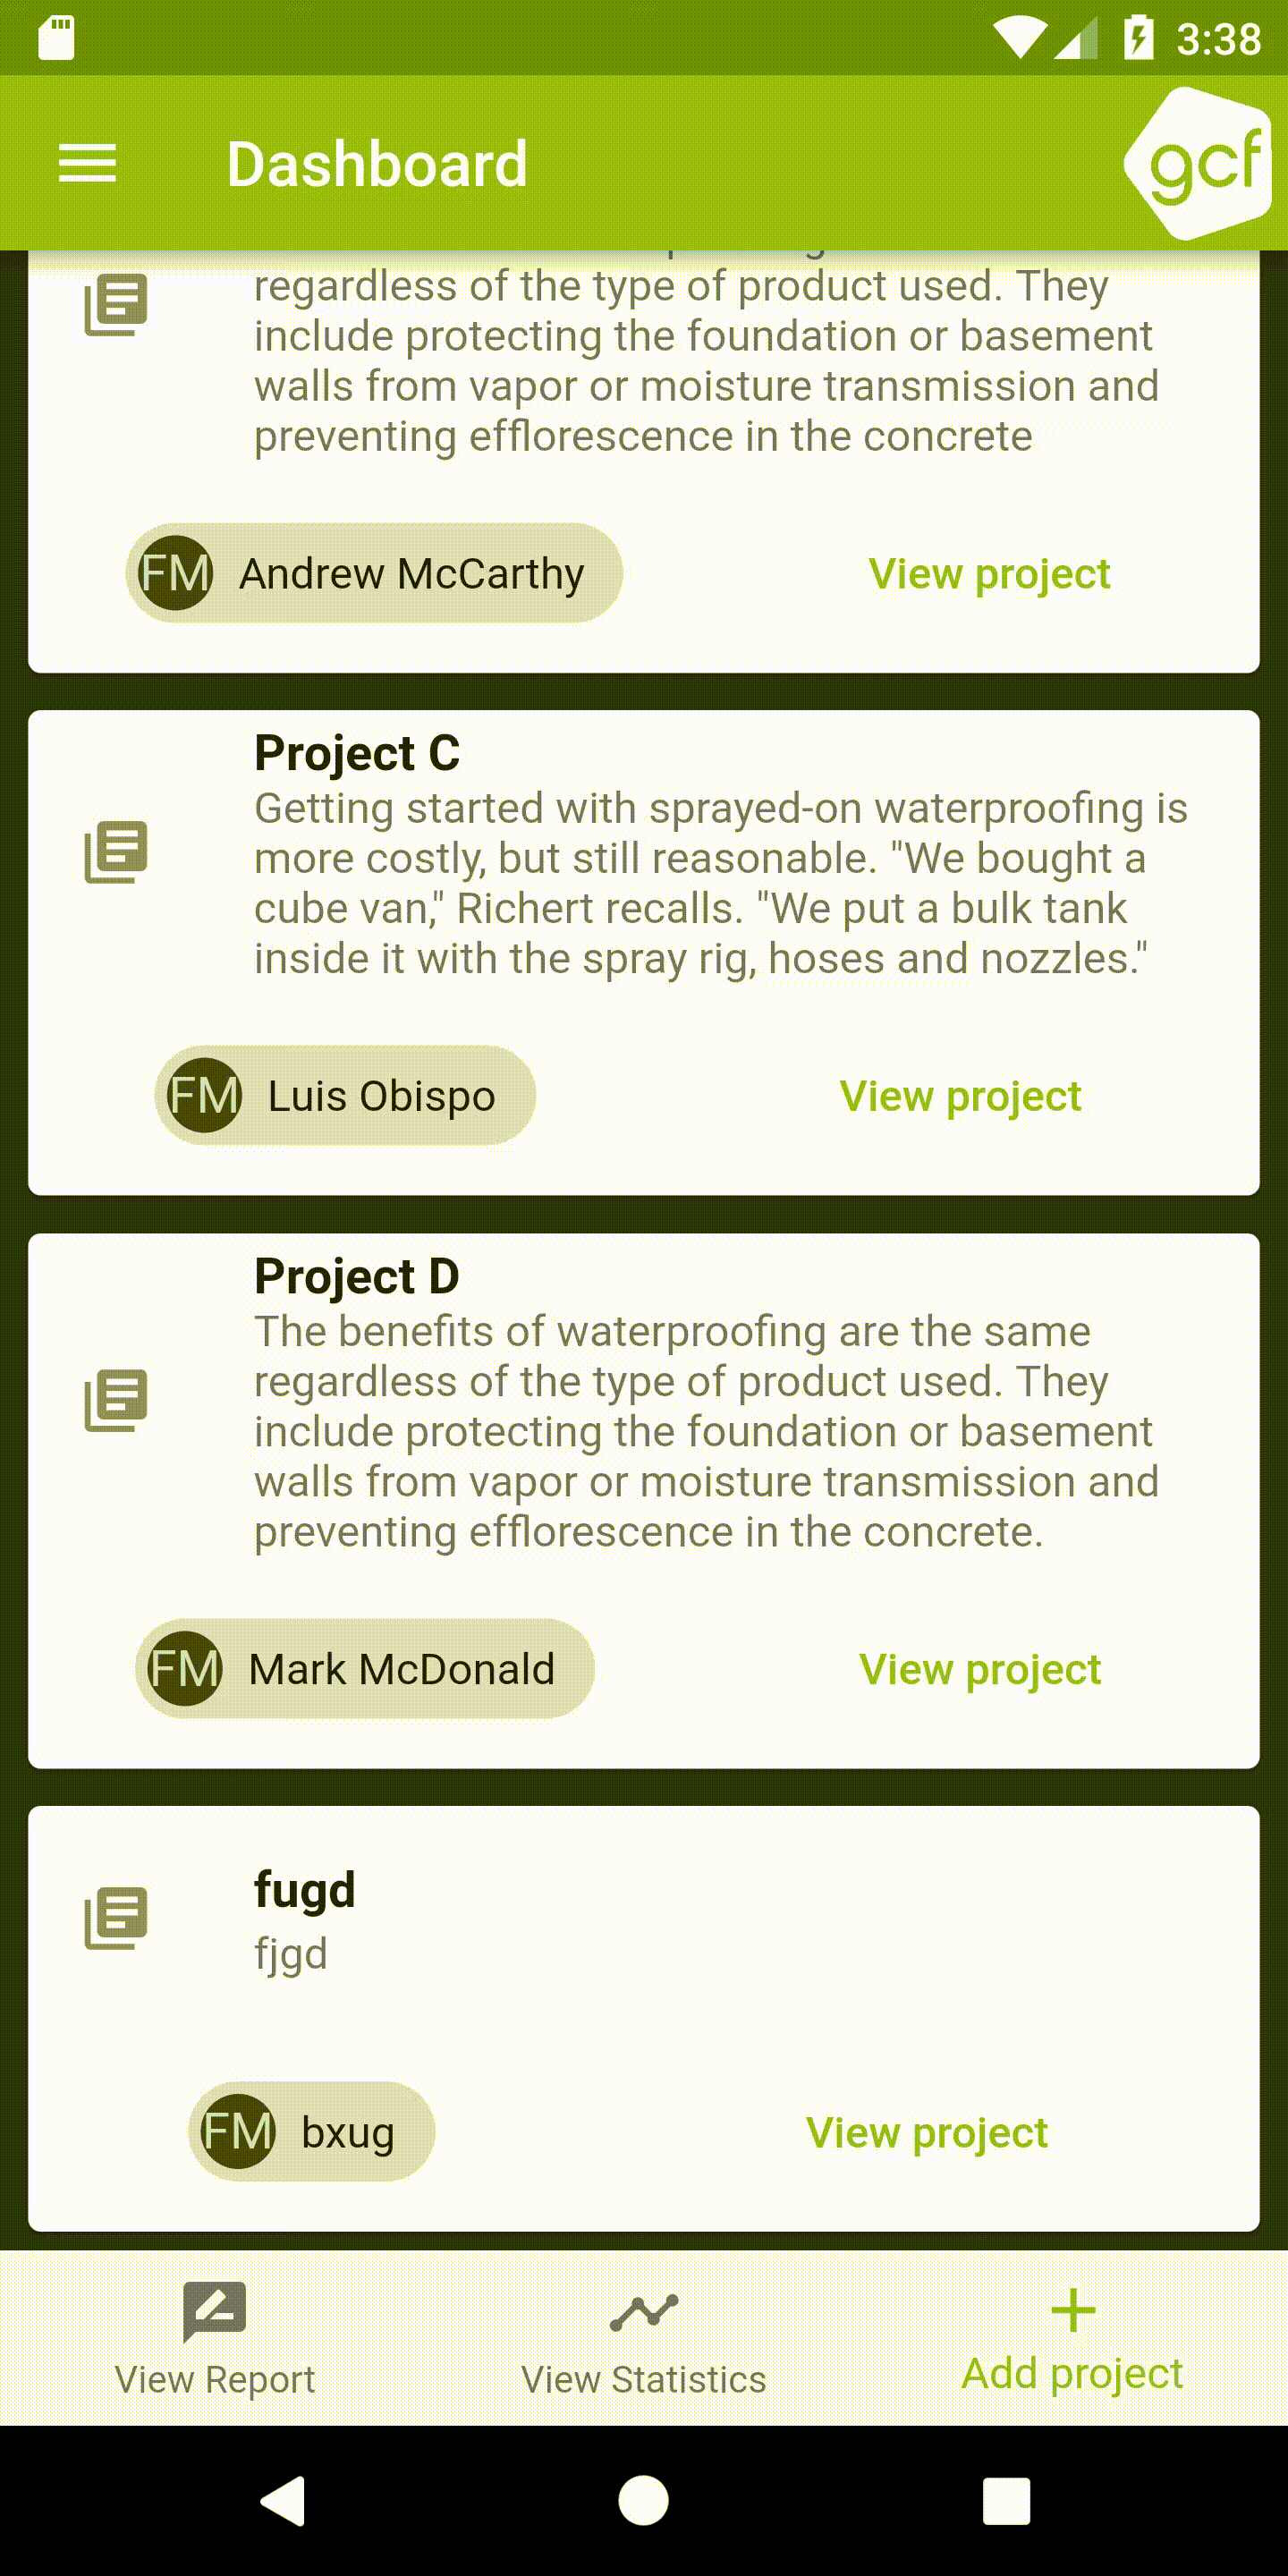 3:38
Dashboard
gcf
regardless of the type of product used. They
include protecting the foundation or basement
walls from vapor or moisture transmission and
preventing efflorescence in the concrete
FM Andrew McCarthy View project
Project C
Getting started with sprayed-on waterproofing is
more costly, but still reasonable. "We bought a
cube van," Richert recalls. "We put a bulk tank
inside it with the spray rig, hoses and nozzles."
FM Luis Obispo View project
Project D
The benefits of waterproofing are the same
regardless of the type of product used. They
include protecting the foundation or basement
walls from vapor or moisture transmission and
preventing efflorescence in the concrete.
FM Mark McDonald View project
fugd
fjgd
FM bxug View project
View Report View Statistics Add project